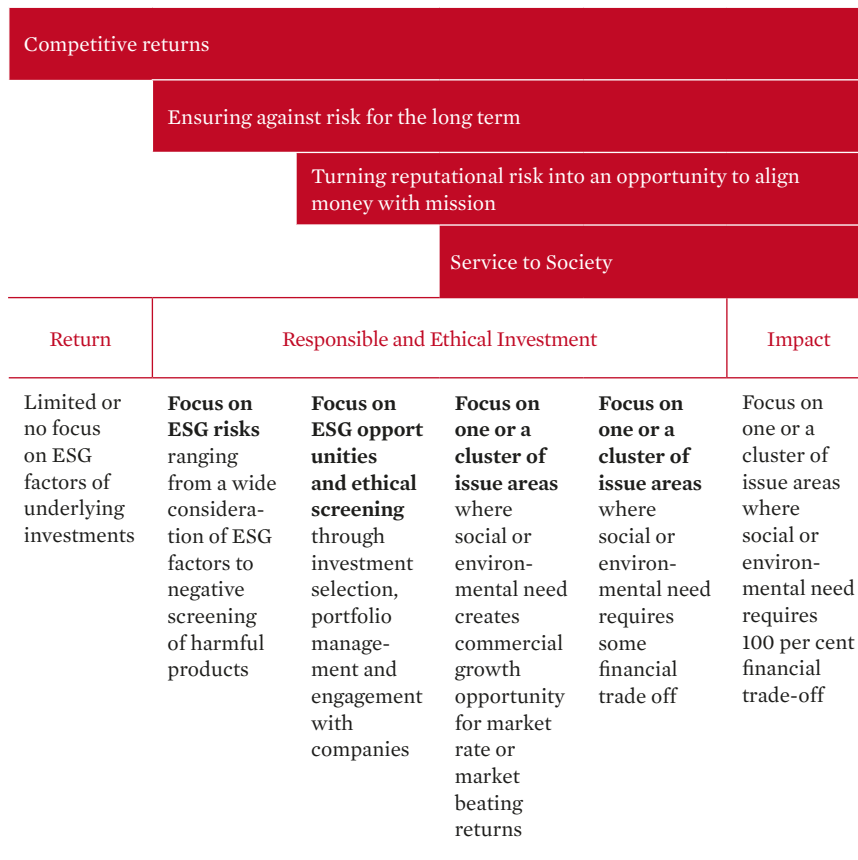 Competitive returns
Ensuring against risk for the long term
Turning reputational risk into an opportunity to align
money with mission
Service to Society
Return
Responsible and Ethical Investment
Impact
Limited or
no focus
on ESG
factors of
underlying
investments
Focus on
ESG risks
ranging
from a wide
considera-
tion of ESG
factors to
negative
screening
of harmful
products
Focus on
ESG opport
unities
and ethical
screening
through
investment
selection,
portfolio
manage-
ment and
engagement
with
companies
Focus on
one or a
cluster of
issue areas
where
social or
environ-
mental need
creates
commercial
growth
opportunity
for market
rate or
market
beating
returns
Focus on
one or a
cluster of
issue areas
where
social or
environ-
mental need
requires
some
financial
trade off
Focus on
one or a
cluster of
issue areas
where
social or
environ-
mental need
requires
100 per cent
financial
trade-off